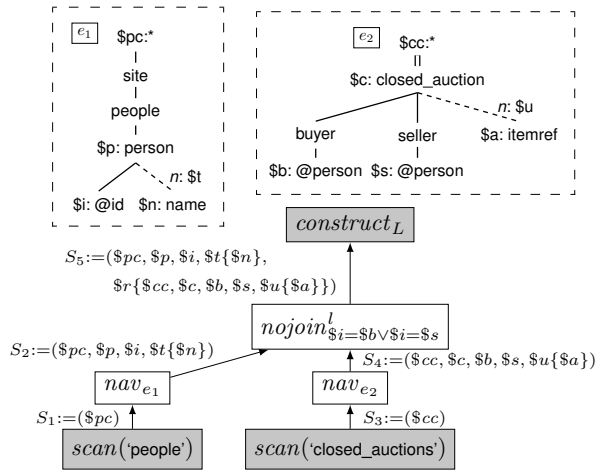 e1
$pc:*
site
people
$p: person
n: $t
$i: @id $n: name
e2
$cc:*
$c: closed_auction
n: $u
buyer seller $a: itemref
$b: @person $s: @person
construct_L
S5:=($pc, $p, $i, $t{$n},
$r{$cc, $c, $b, $s, $u{$a}})
nojoin^l_{$i=$b∨$i=$s}
S2:=($pc, $p, $i, $t{$n})
S4:=($cc, $c, $b, $s, $u{$a})
nav_e1
nav_e2
S1:=($pc)
S3:=($cc)
scan(‘people’)
scan(‘closed_auctions’)